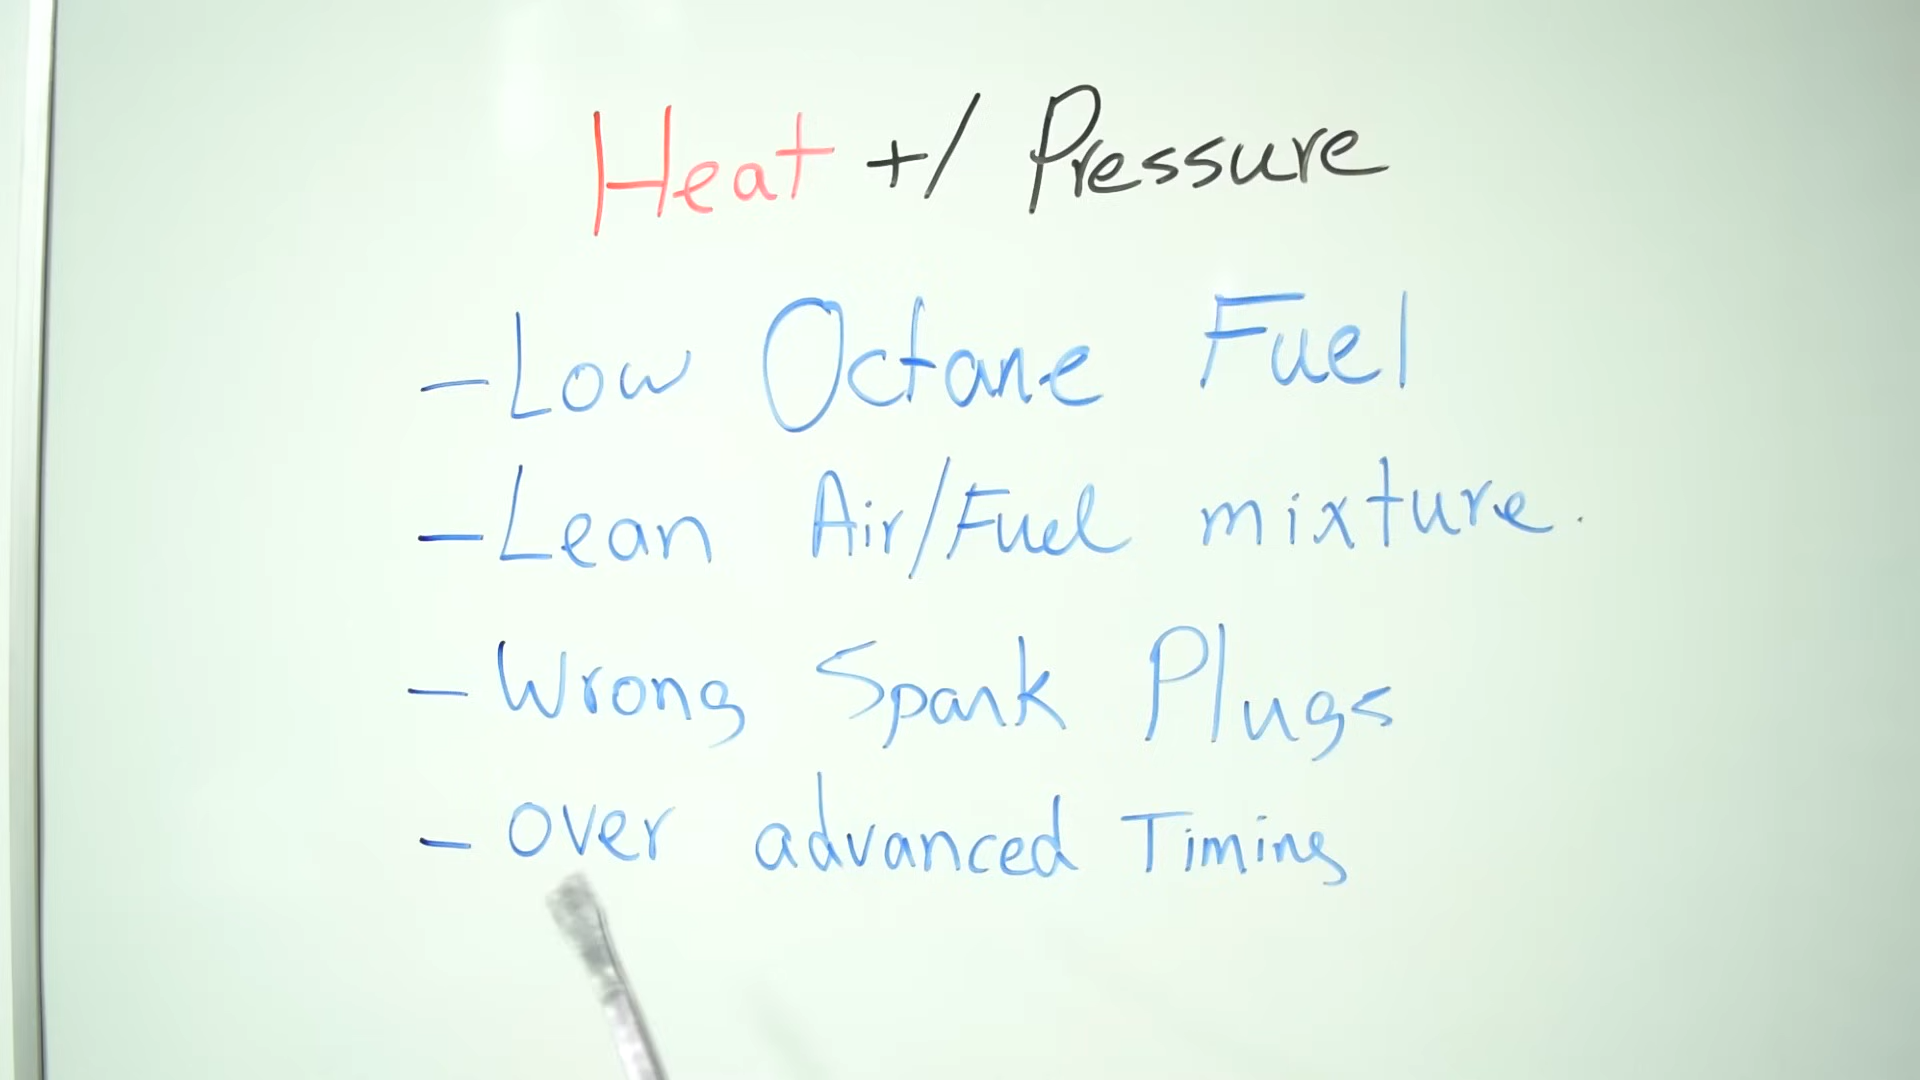 Heat +/ Pressure
- Low Octane Fuel
- Lean Air/Fuel mixture.
- Wrong Spark Plugs
- over advanced Timing